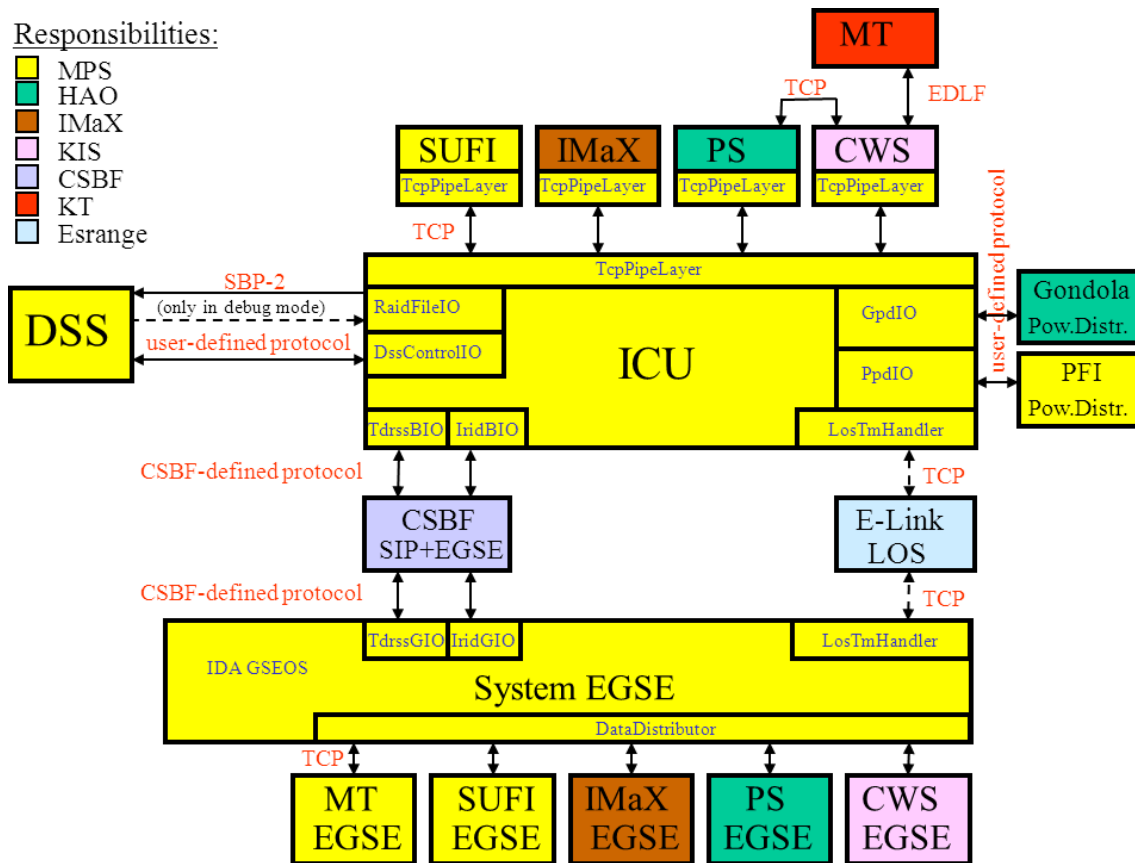 Responsibilities:
MPS
HAO
IMaX
KIS
CSBF
KT
Esrange
MT
TCP
EDLF
SUFI
IMaX
PS
CWS
TcpPipeLayer
TcpPipeLayer
TcpPipeLayer
TcpPipeLayer
TCP
user-defined protocol
TcpPipeLayer
SBP-2
(only in debug mode)
user-defined protocol
DSS
RaidFileIO
DssControlIO
ICU
GpdIO
PpdIO
Gondola
Pow.Distr.
PFI
Pow.Distr.
TdrssBIO
IridBIO
LosTmHandler
CSBF-defined protocol
TCP
CSBF
SIP+EGSE
E-Link
LOS
CSBF-defined protocol
TCP
TdrssGIO
IridGIO
LosTmHandler
IDA GSEOS
System EGSE
DataDistributor
TCP
MT
EGSE
SUFI
EGSE
IMaX
EGSE
PS
EGSE
CWS
EGSE